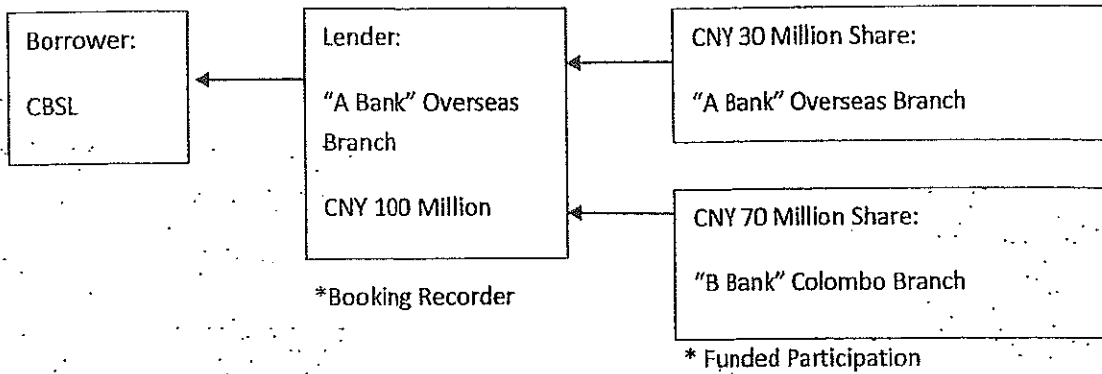 Borrower:
CBSL
Lender:
"A Bank" Overseas
Branch
CNY 100 Million
*Booking Recorder
CNY 30 Million Share:
"A Bank" Overseas Branch
CNY 70 Million Share:
"B Bank" Colombo Branch
* Funded Participation